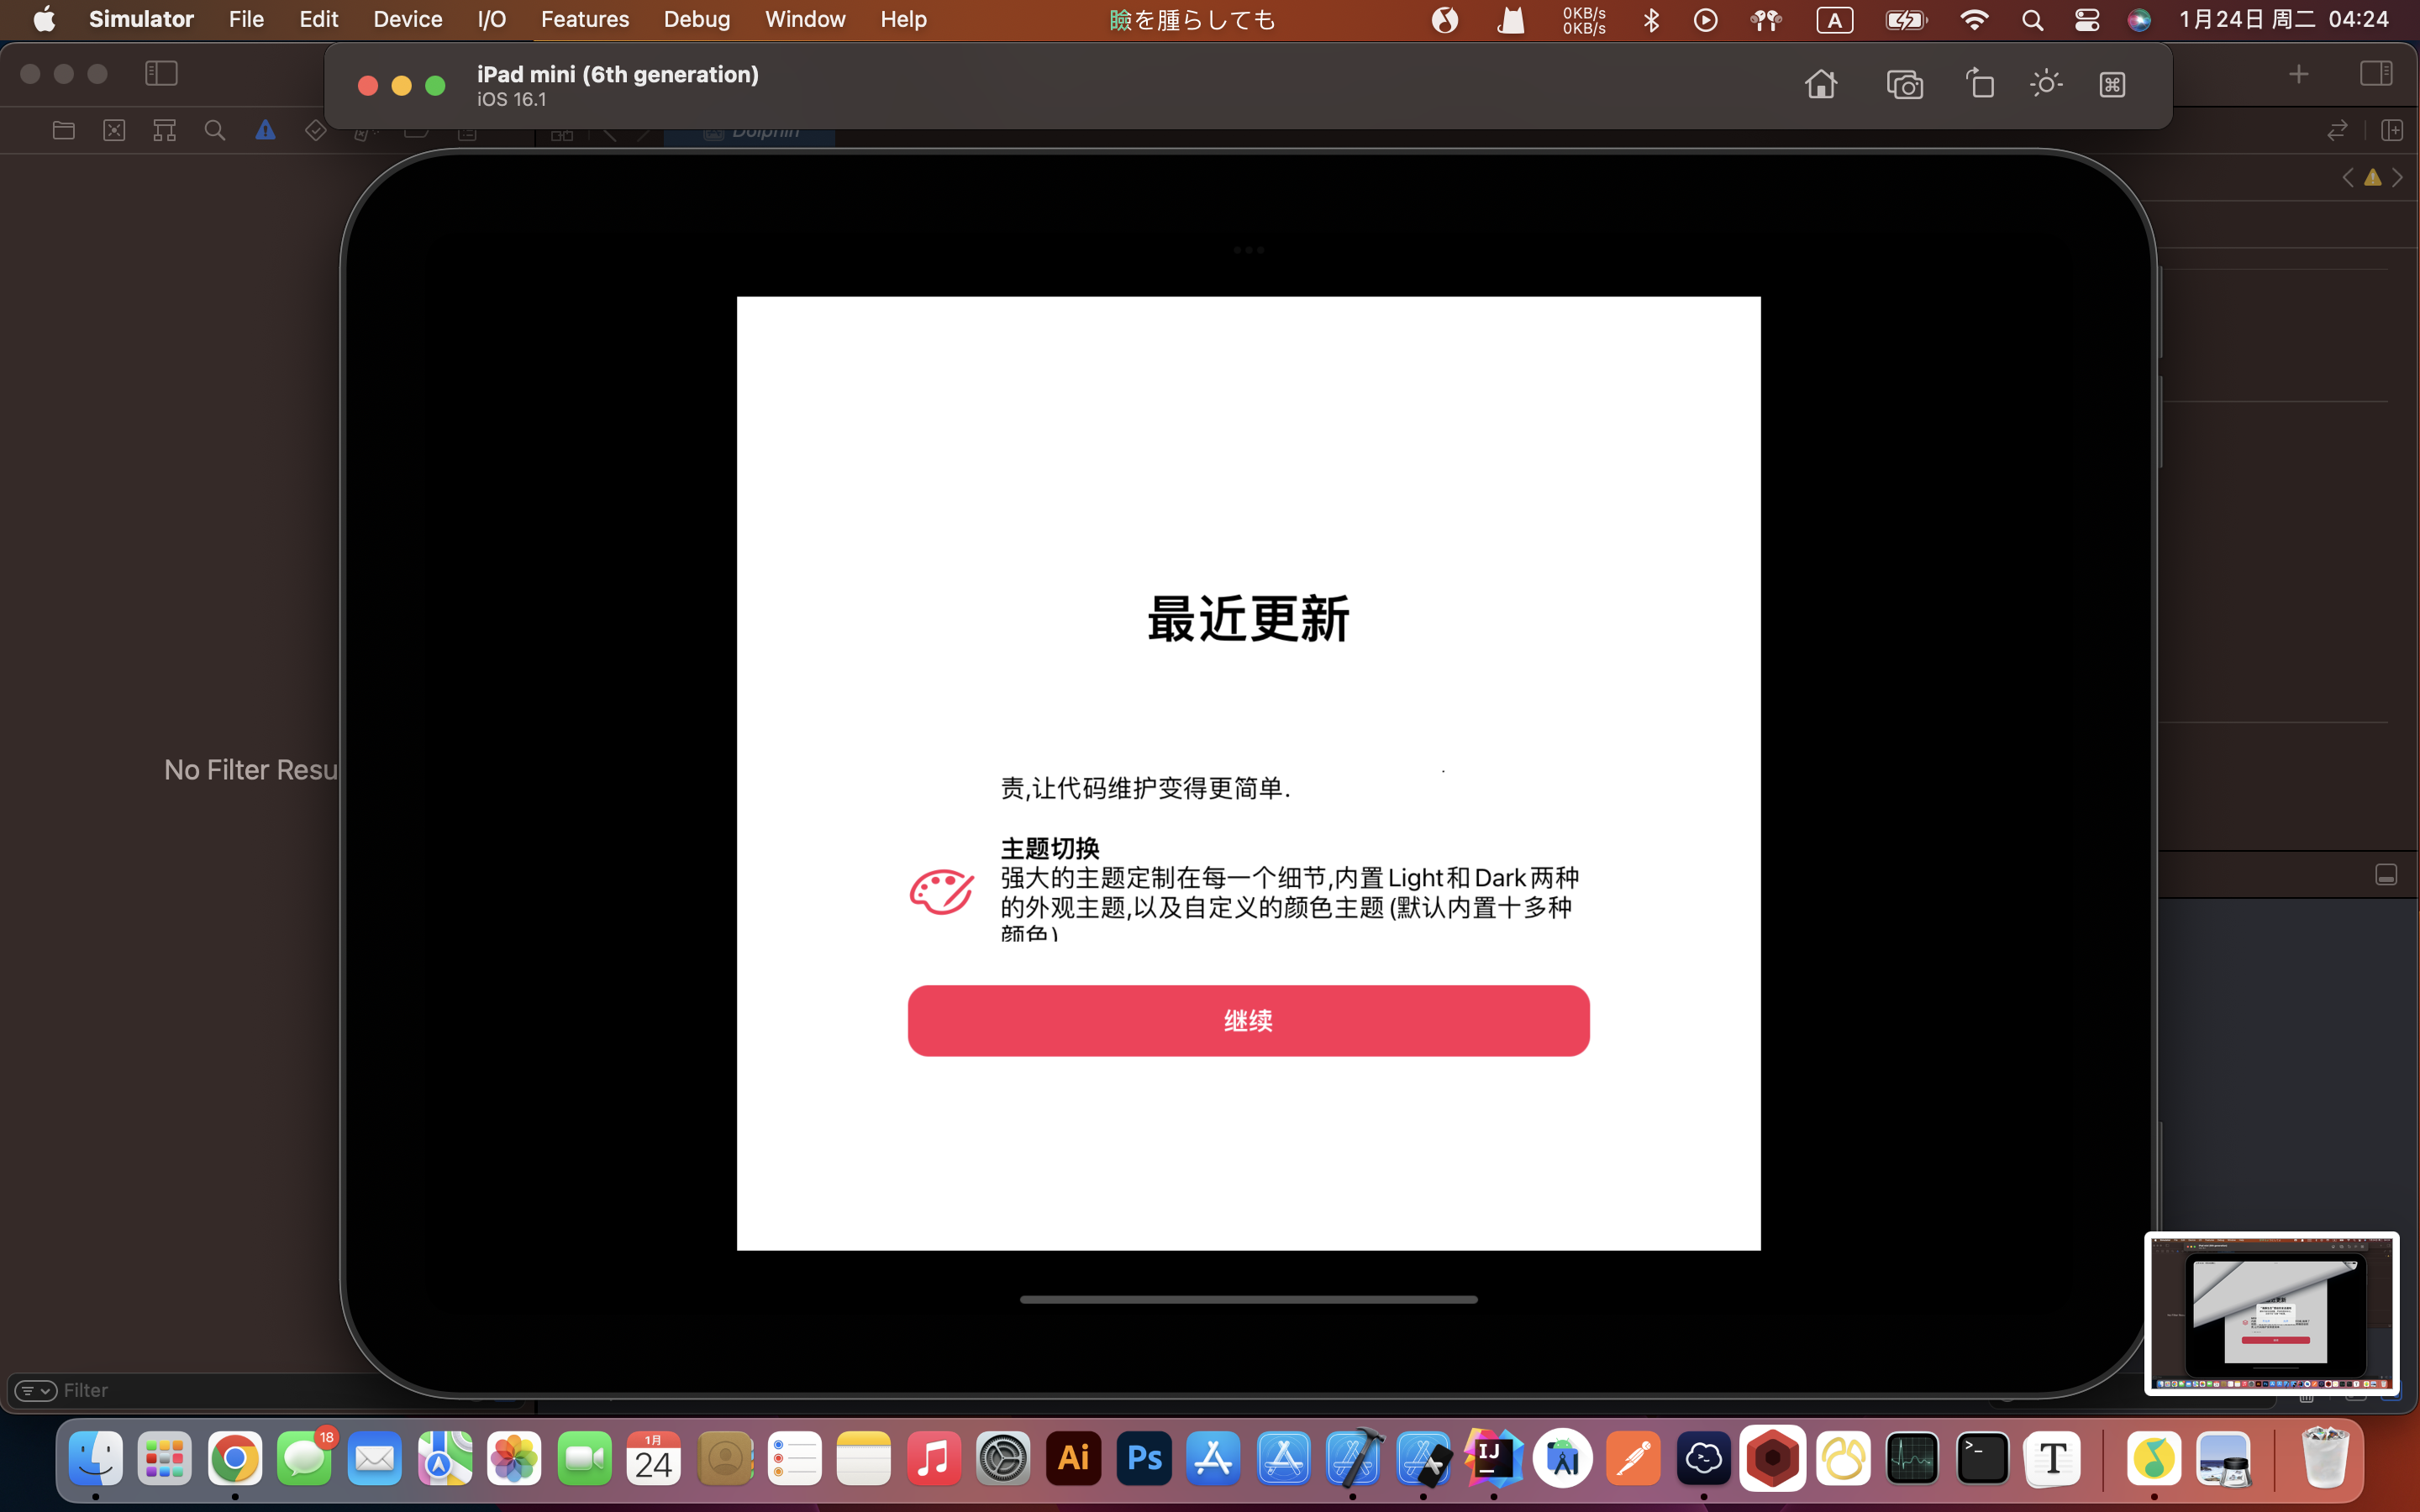 Simulator File Edit Device I/O Features Debug Window Help
瞼を腫らしても
0KB/s
0KB/s
A
1月24日 周二 04:24
iPad mini (6th generation)
iOS 16.1
Dolphin
No Filter Resu
最近更新
责,让代码维护变得更简单.
主题切换
强大的主题定制在每一个细节,内置Light和Dark两种
的外观主题,以及自定义的颜色主题(默认内置十多种
颜色)
继续
Filter
18
1月
24
Ai
Ps
IJ
T